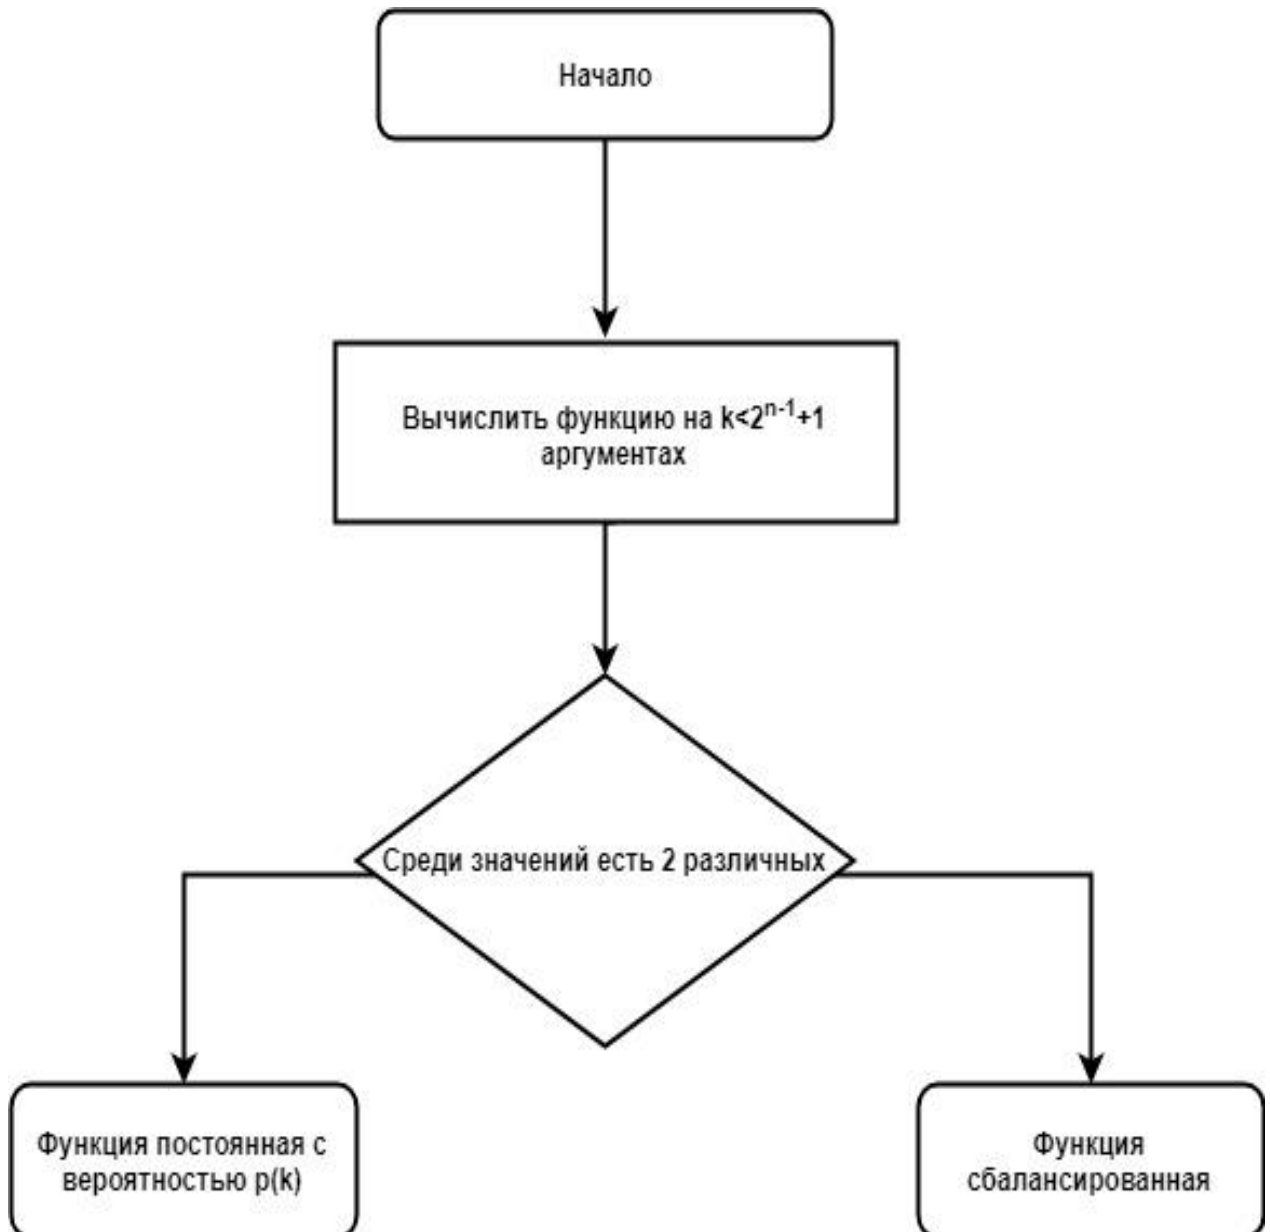 Начало
Вычислить функцию на k<2ⁿ⁻¹+1
аргументах
Среди значений есть 2 различных
Функция постоянная с
вероятностью p(k)
Функция
сбалансированная